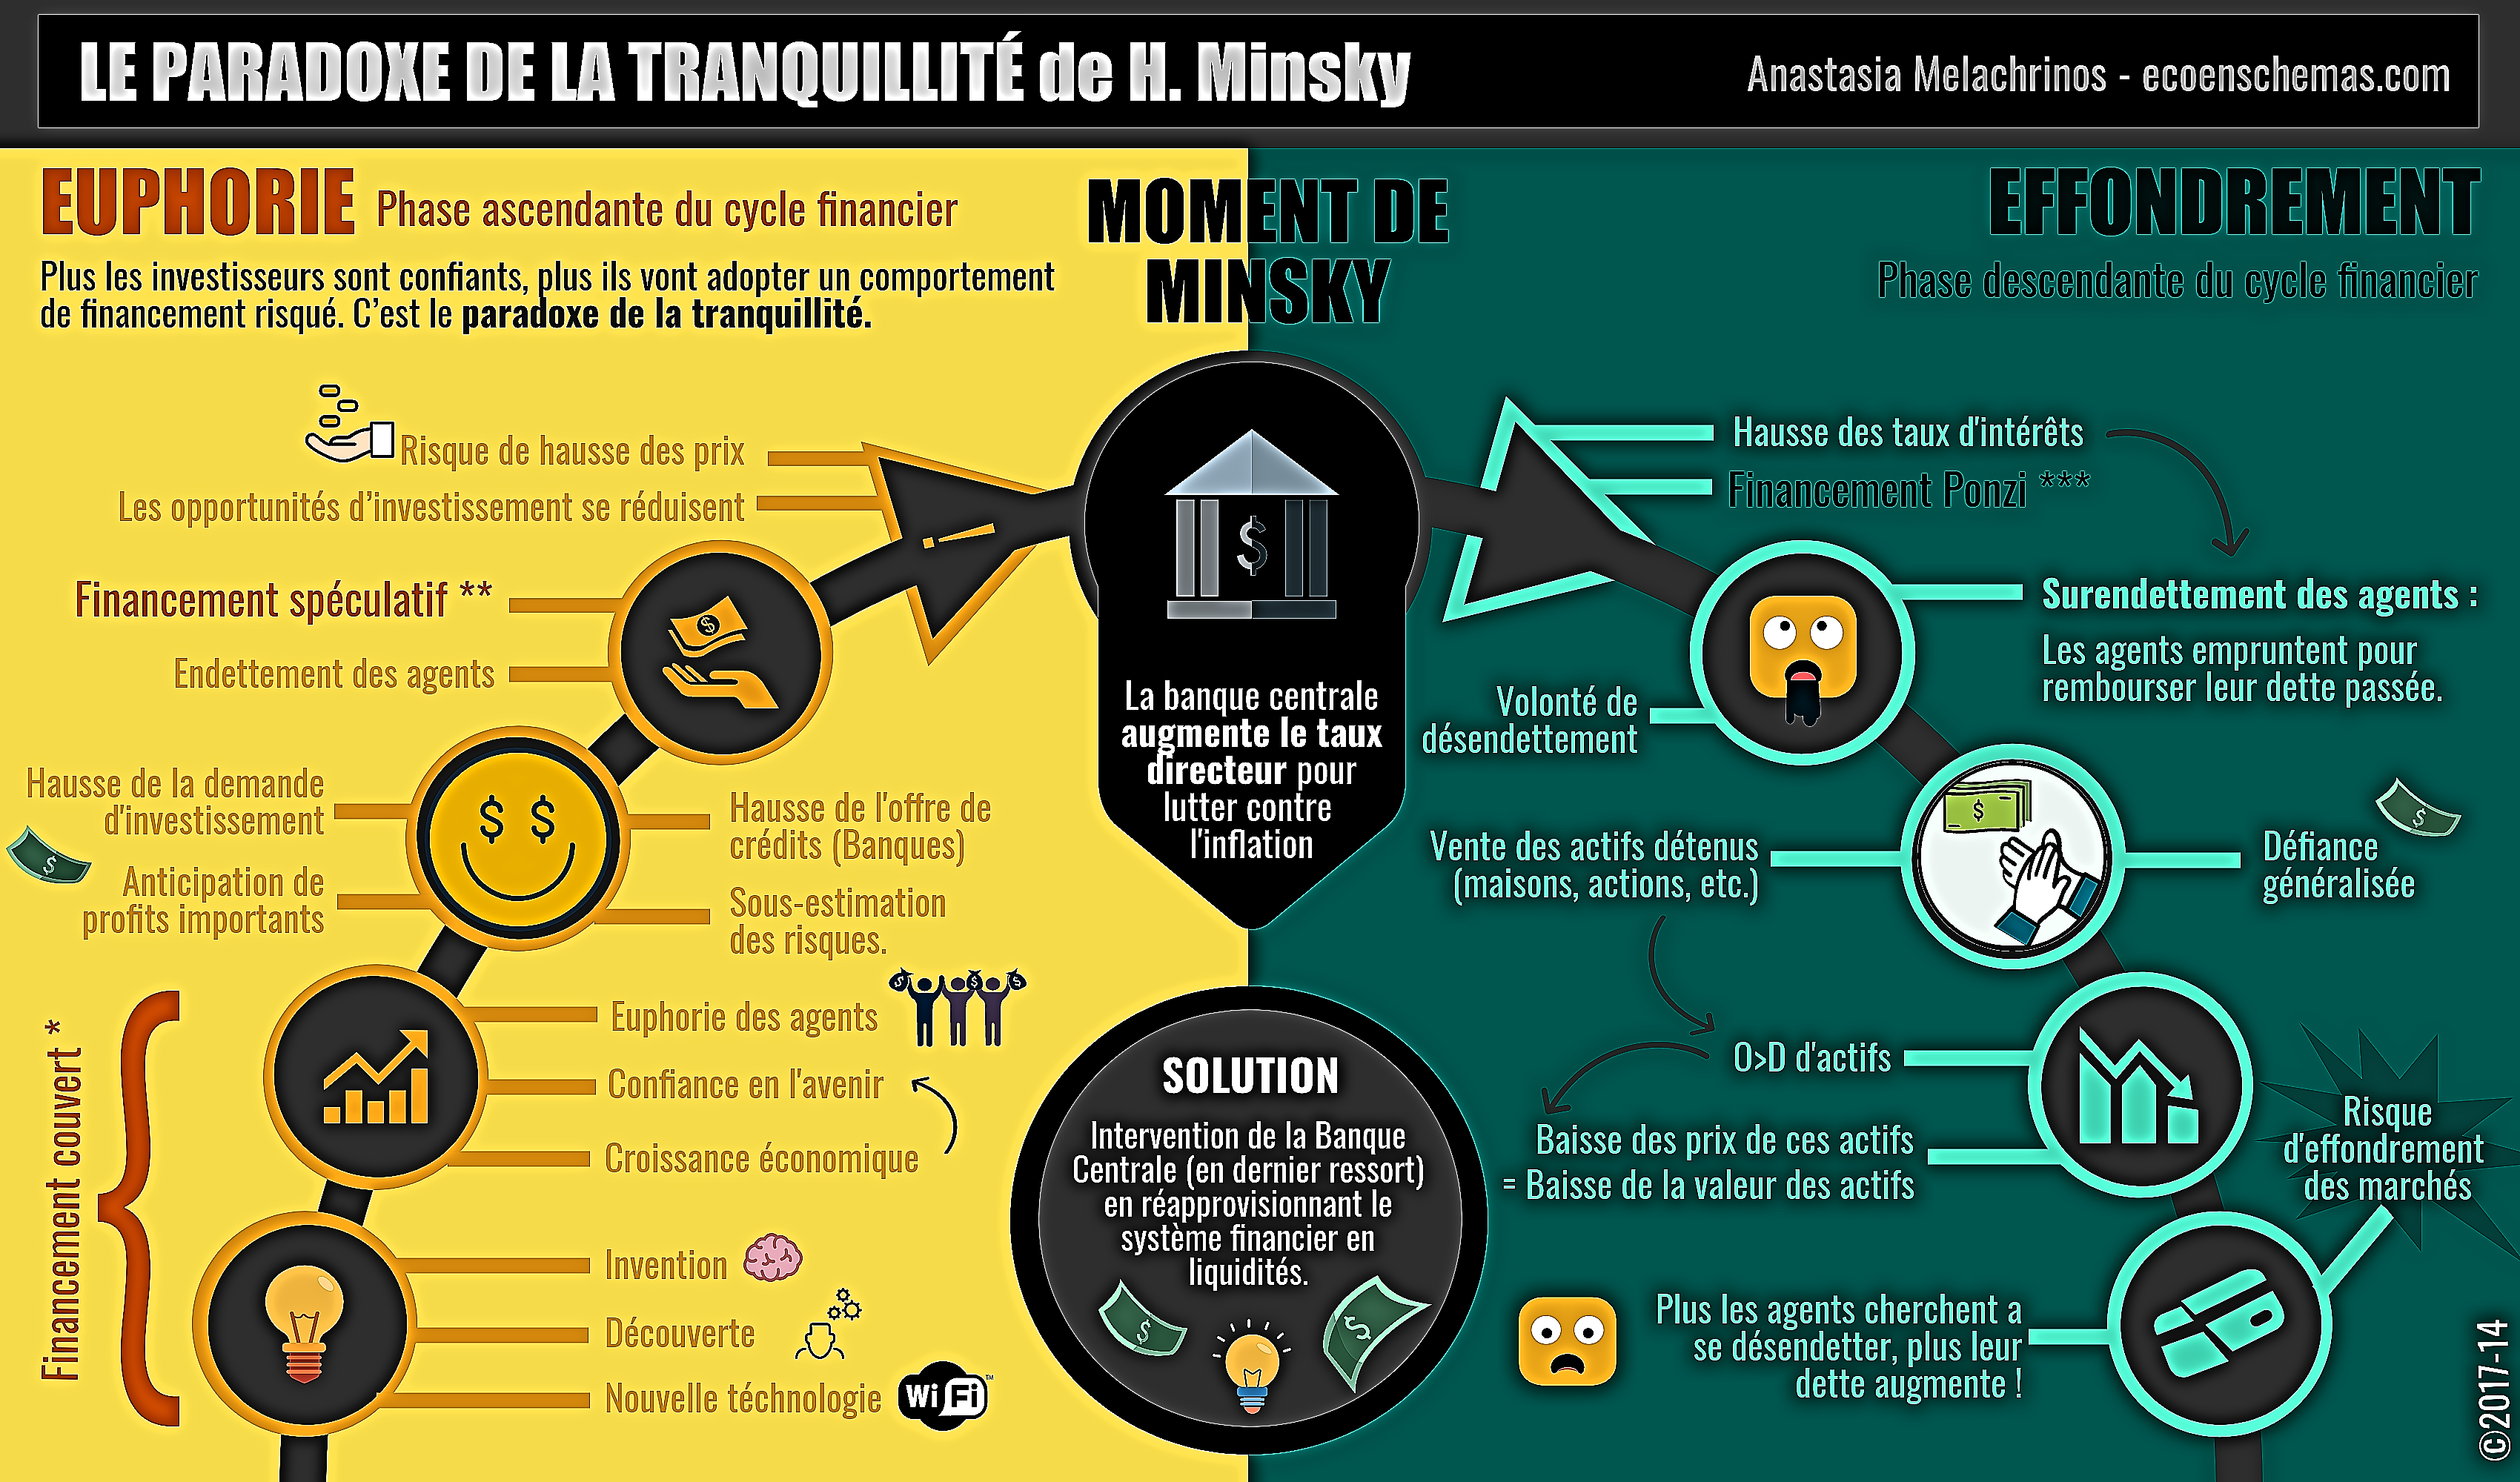 LE PARADOXE DE LA TRANQUILLITÉ de H. Minsky
Anastasia Melachrinos - ecoenschemas.com
EUPHORIE Phase ascendante du cycle financier
Plus les investisseurs sont confiants, plus ils vont adopter un comportement
de financement risqué. C'est le paradoxe de la tranquillité.
Risque de hausse des prix
Les opportunités d'investissement se réduisent
!
Financement spéculatif **
Endettement des agents
Hausse de la demande
d'investissement
Anticipation de
profits importants
$ $
Hausse de l'offre de
crédits (Banques)
Sous-estimation
des risques.
Financement couvert *
Euphorie des agents
Confiance en l'avenir
Croissance économique
Invention
Découverte
Nouvelle téchnologie
Wi Fi™
MOMENT DE
MINSKY
$
La banque centrale
augmente le taux
directeur pour
lutter contre
l'inflation
SOLUTION
Intervention de la Banque
Centrale (en dernier ressort)
en réapprovisionnant le
système financier en
liquidités.
EFFONDREMENT
Phase descendante du cycle financier
Hausse des taux d'intérêts
Financement Ponzi ***
Surendettement des agents :
Les agents empruntent pour
rembourser leur dette passée.
Volonté de
désendettement
Vente des actifs détenus
(maisons, actions, etc.)
Défiance
généralisée
O>D d'actifs
Baisse des prix de ces actifs
= Baisse de la valeur des actifs
Risque
d'effondrement
des marchés
Plus les agents cherchent a
se désendetter, plus leur
dette augmente !
©2017-14